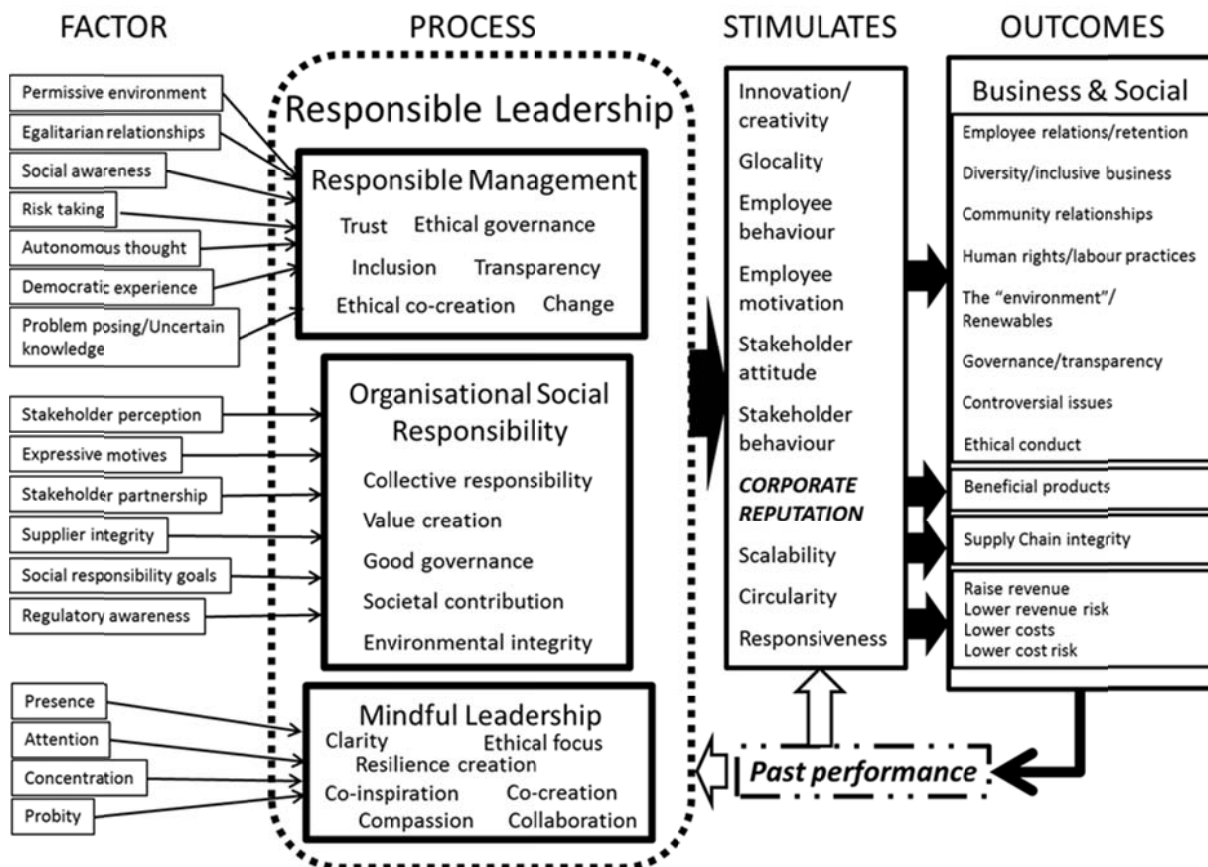 FACTOR
PROCESS
STIMULATES
OUTCOMES
Permissive environment
Egalitarian relationships
Social awareness
Risk taking
Autonomous thought
Democratic experience
Problem posing/Uncertain
knowledge
Stakeholder perception
Expressive motives
Stakeholder partnership
Supplier integrity
Social responsibility goals
Regulatory awareness
Presence
Attention
Concentration
Probity
Responsible Leadership
Responsible Management
Trust Ethical governance
Inclusion Transparency
Ethical co-creation Change
Organisational Social
Responsibility
Collective responsibility
Value creation
Good governance
Societal contribution
Environmental integrity
Mindful Leadership
Clarity Ethical focus
Resilience creation
Co-inspiration Co-creation
Compassion Collaboration
Innovation/
creativity
Glocality
Employee
behaviour
Employee
motivation
Stakeholder
attitude
Stakeholder
behaviour
CORPORATE
REPUTATION
Scalability
Circularity
Responsiveness
Business & Social
Employee relations/retention
Diversity/inclusive business
Community relationships
Human rights/labour practices
The “environment”/
Renewables
Governance/transparency
Controversial issues
Ethical conduct
Beneficial products
Supply Chain integrity
Raise revenue
Lower revenue risk
Lower costs
Lower cost risk
Past performance